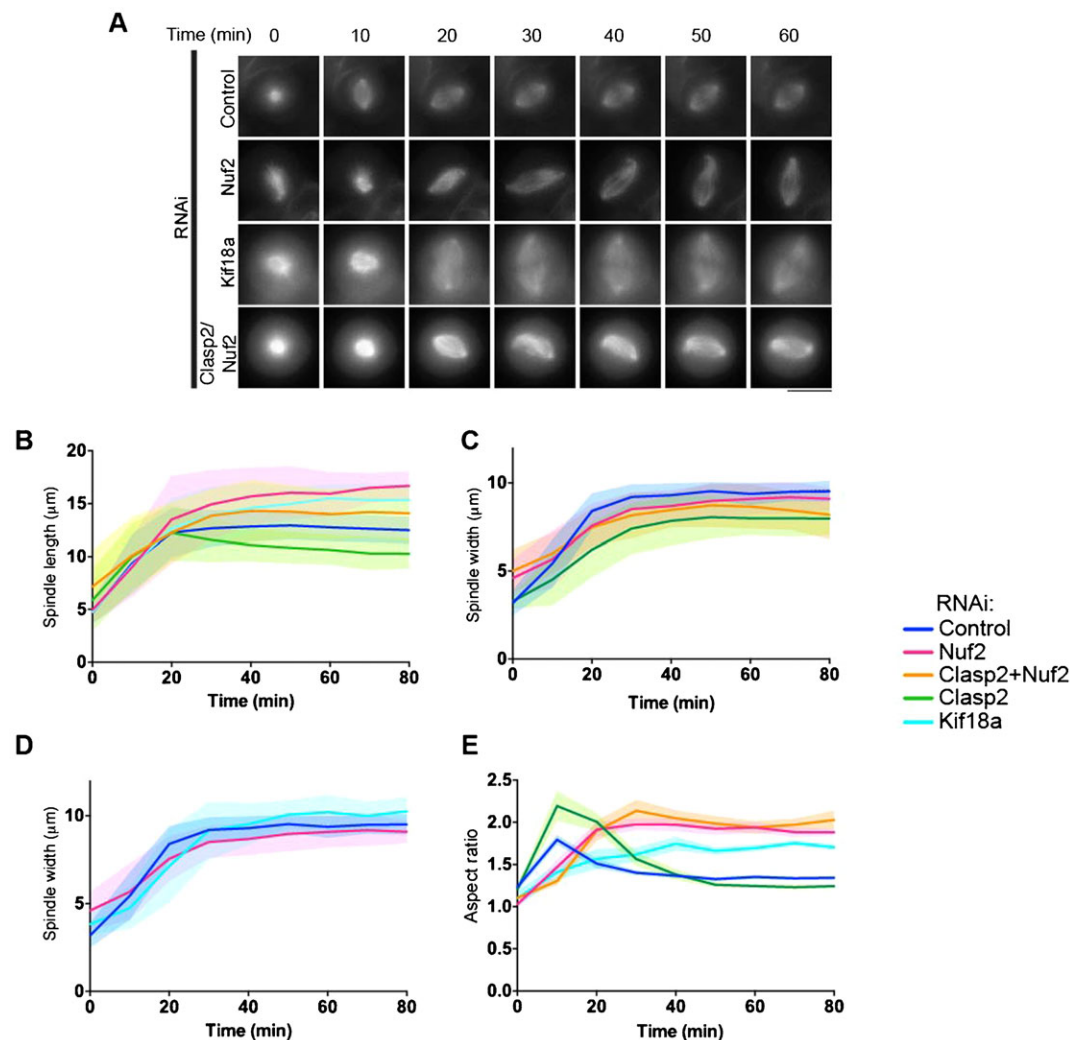 A
Time (min) 0 10 20 30 40 50 60
RNAi
Control
Nuf2
Kif18a
Clasp2/
Nuf2
B
Spindle length (μm)
20
15
10
5
0
0 20 40 60 80
Time (min)
C
Spindle width (μm)
10
5
0
0 20 40 60 80
Time (min)
RNAi:
Control
Nuf2
Clasp2+Nuf2
Clasp2
Kif18a
D
Spindle width (μm)
10
5
0
0 20 40 60 80
Time (min)
E
Aspect ratio
2.5
2.0
1.5
1.0
0.5
0.0
0 20 40 60 80
Time (min)